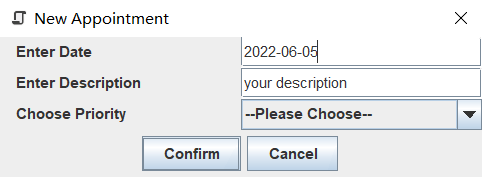 New Appointment
Enter Date 2022-06-05
Enter Description your description
Choose Priority --Please Choose--
Confirm Cancel